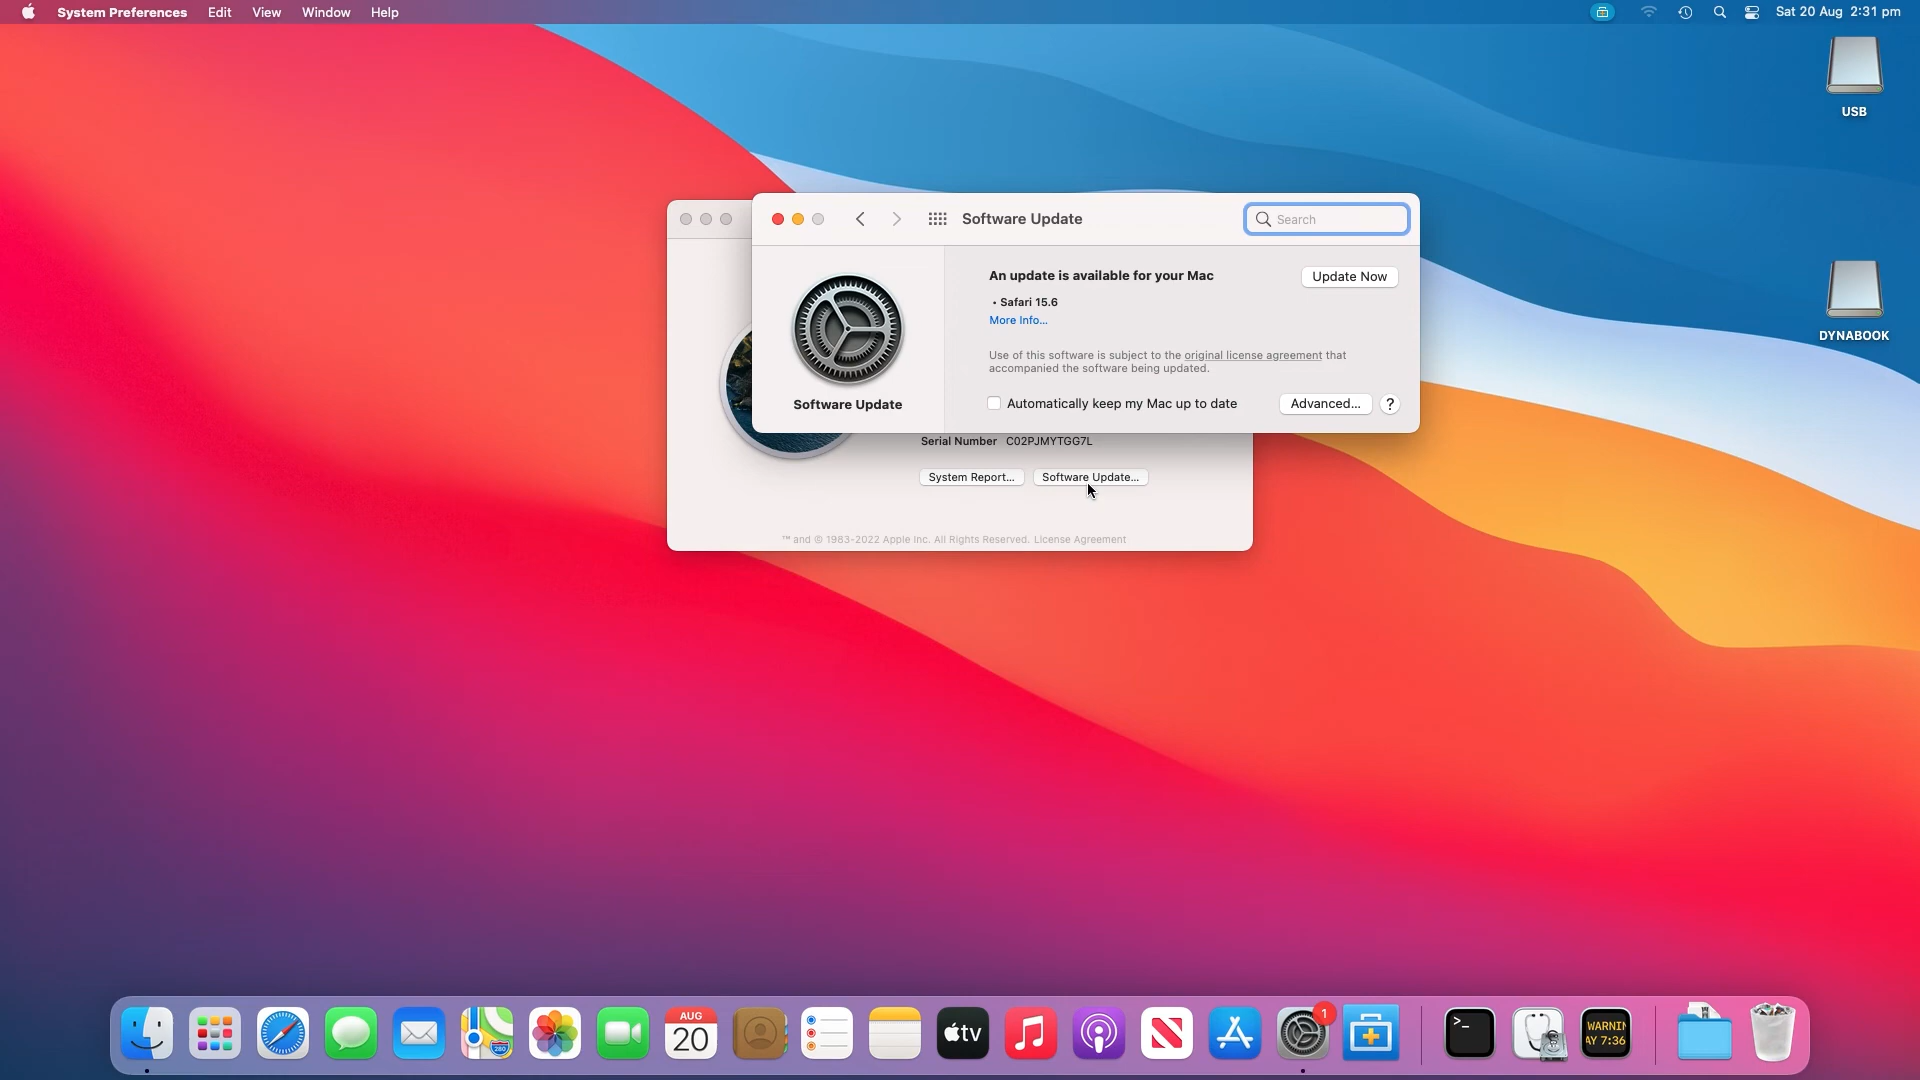 System Preferences Edit View Window Help
Sat 20 Aug 2:31 pm
USB
DYNABOOK
Software Update
Search
An update is available for your Mac
Update Now
• Safari 15.6
More Info...
Use of this software is subject to the original license agreement that
accompanied the software being updated.
Software Update
Automatically keep my Mac up to date
Advanced...
?
Serial Number C02PJMYTGG7L
System Report...
Software Update...
™ and © 1983-2022 Apple Inc. All Rights Reserved. License Agreement
280
AUG
20
tv
1
>_
WARNIN
AY 7:36